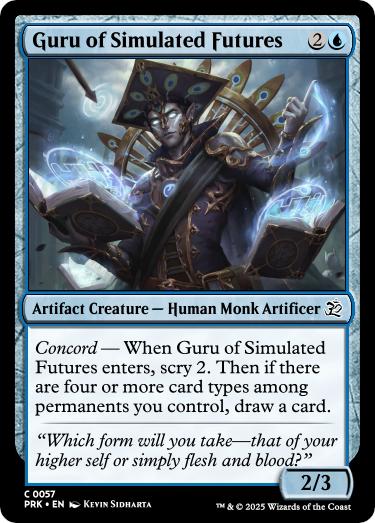 Guru of Simulated Futures 2
Artifact Creature — Human Monk Artificer
Concord — When Guru of Simulated
Futures enters, scry 2. Then if there
are four or more card types among
permanents you control, draw a card.
“Which form will you take—that of your
higher self or simply flesh and blood?”
2/3
C 0057
PRK • EN Kevin Sidharta
™ & © 2025 Wizards of the Coast